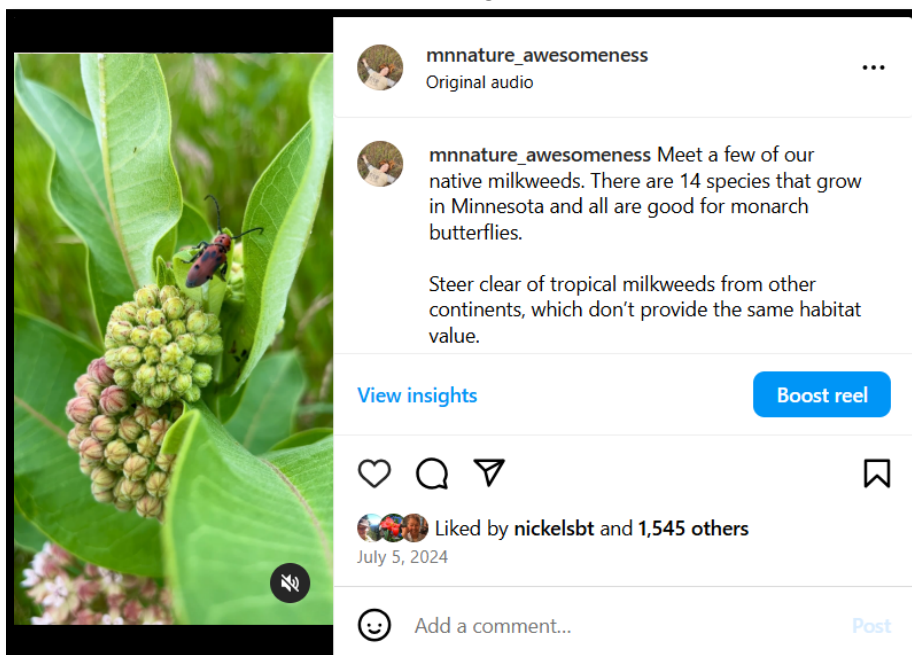 mnnature_awesomeness
Original audio
mnnature_awesomeness Meet a few of our
native milkweeds. There are 14 species that grow
in Minnesota and all are good for monarch
butterflies.
Steer clear of tropical milkweeds from other
continents, which don't provide the same habitat
value.
View insights
Boost reel
Liked by nickelsbt and 1,545 others
July 5, 2024
Add a comment...
Post